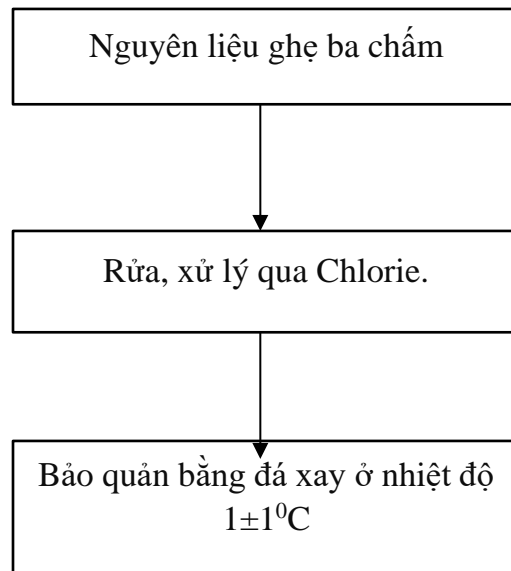 Nguyên liệu ghẹ ba chấm
Rửa, xử lý qua Chlorie.
Bảo quản bằng đá xay ở nhiệt độ
1±1⁰C